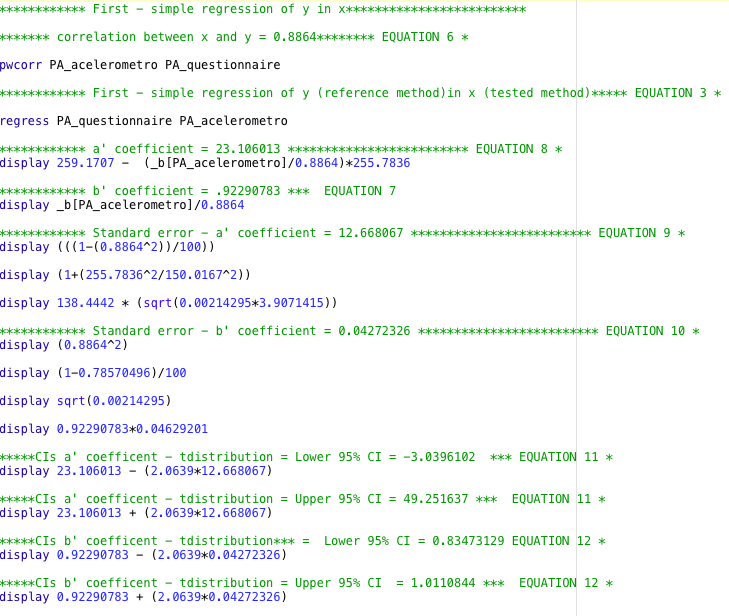 ************ First - simple regression of y in x*************************
******* correlation between x and y = 0.8864******** EQUATION 6 *
pwcorr PA_acelerometro PA_questionnaire
************ First - simple regression of y (reference method)in x (tested method)***** EQUATION 3 *
regress PA_questionnaire PA_acelerometro
************ a' coefficient = 23.106013 ************************* EQUATION 8 *
display 259.1707 -  (_b[PA_acelerometro]/0.8864)*255.7836
************ b' coefficient = .92290783 ***  EQUATION 7
display _b[PA_acelerometro]/0.8864
************ Standard error - a' coefficient = 12.668067 ************************* EQUATION 9 *
display (((1-(0.8864^2))/100))
display (1+(255.7836^2/150.0167^2))
display 138.4442 * (sqrt(0.00214295*3.9071415))
************ Standard error - b' coefficient = 0.04272326 ************************* EQUATION 10 *
display (0.8864^2)
display (1-0.78570496)/100
display sqrt(0.00214295)
display 0.92290783*0.04629201
*****CIs a' coefficent - tdistribution = Lower 95% CI = -3.0396102  *** EQUATION 11 *
display 23.106013 - (2.0639*12.668067)
*****CIs a' coefficent - tdistribution = Upper 95% CI = 49.251637 ***  EQUATION 11 *
display 23.106013 + (2.0639*12.668067)
*****CIs b' coefficent - tdistribution*** =  Lower 95% CI = 0.83473129 EQUATION 12 *
display 0.92290783 - (2.0639*0.04272326)
*****CIs b' coefficent - tdistribution = Upper 95% CI  = 1.0110844 ***  EQUATION 12 *
display 0.92290783 + (2.0639*0.04272326)